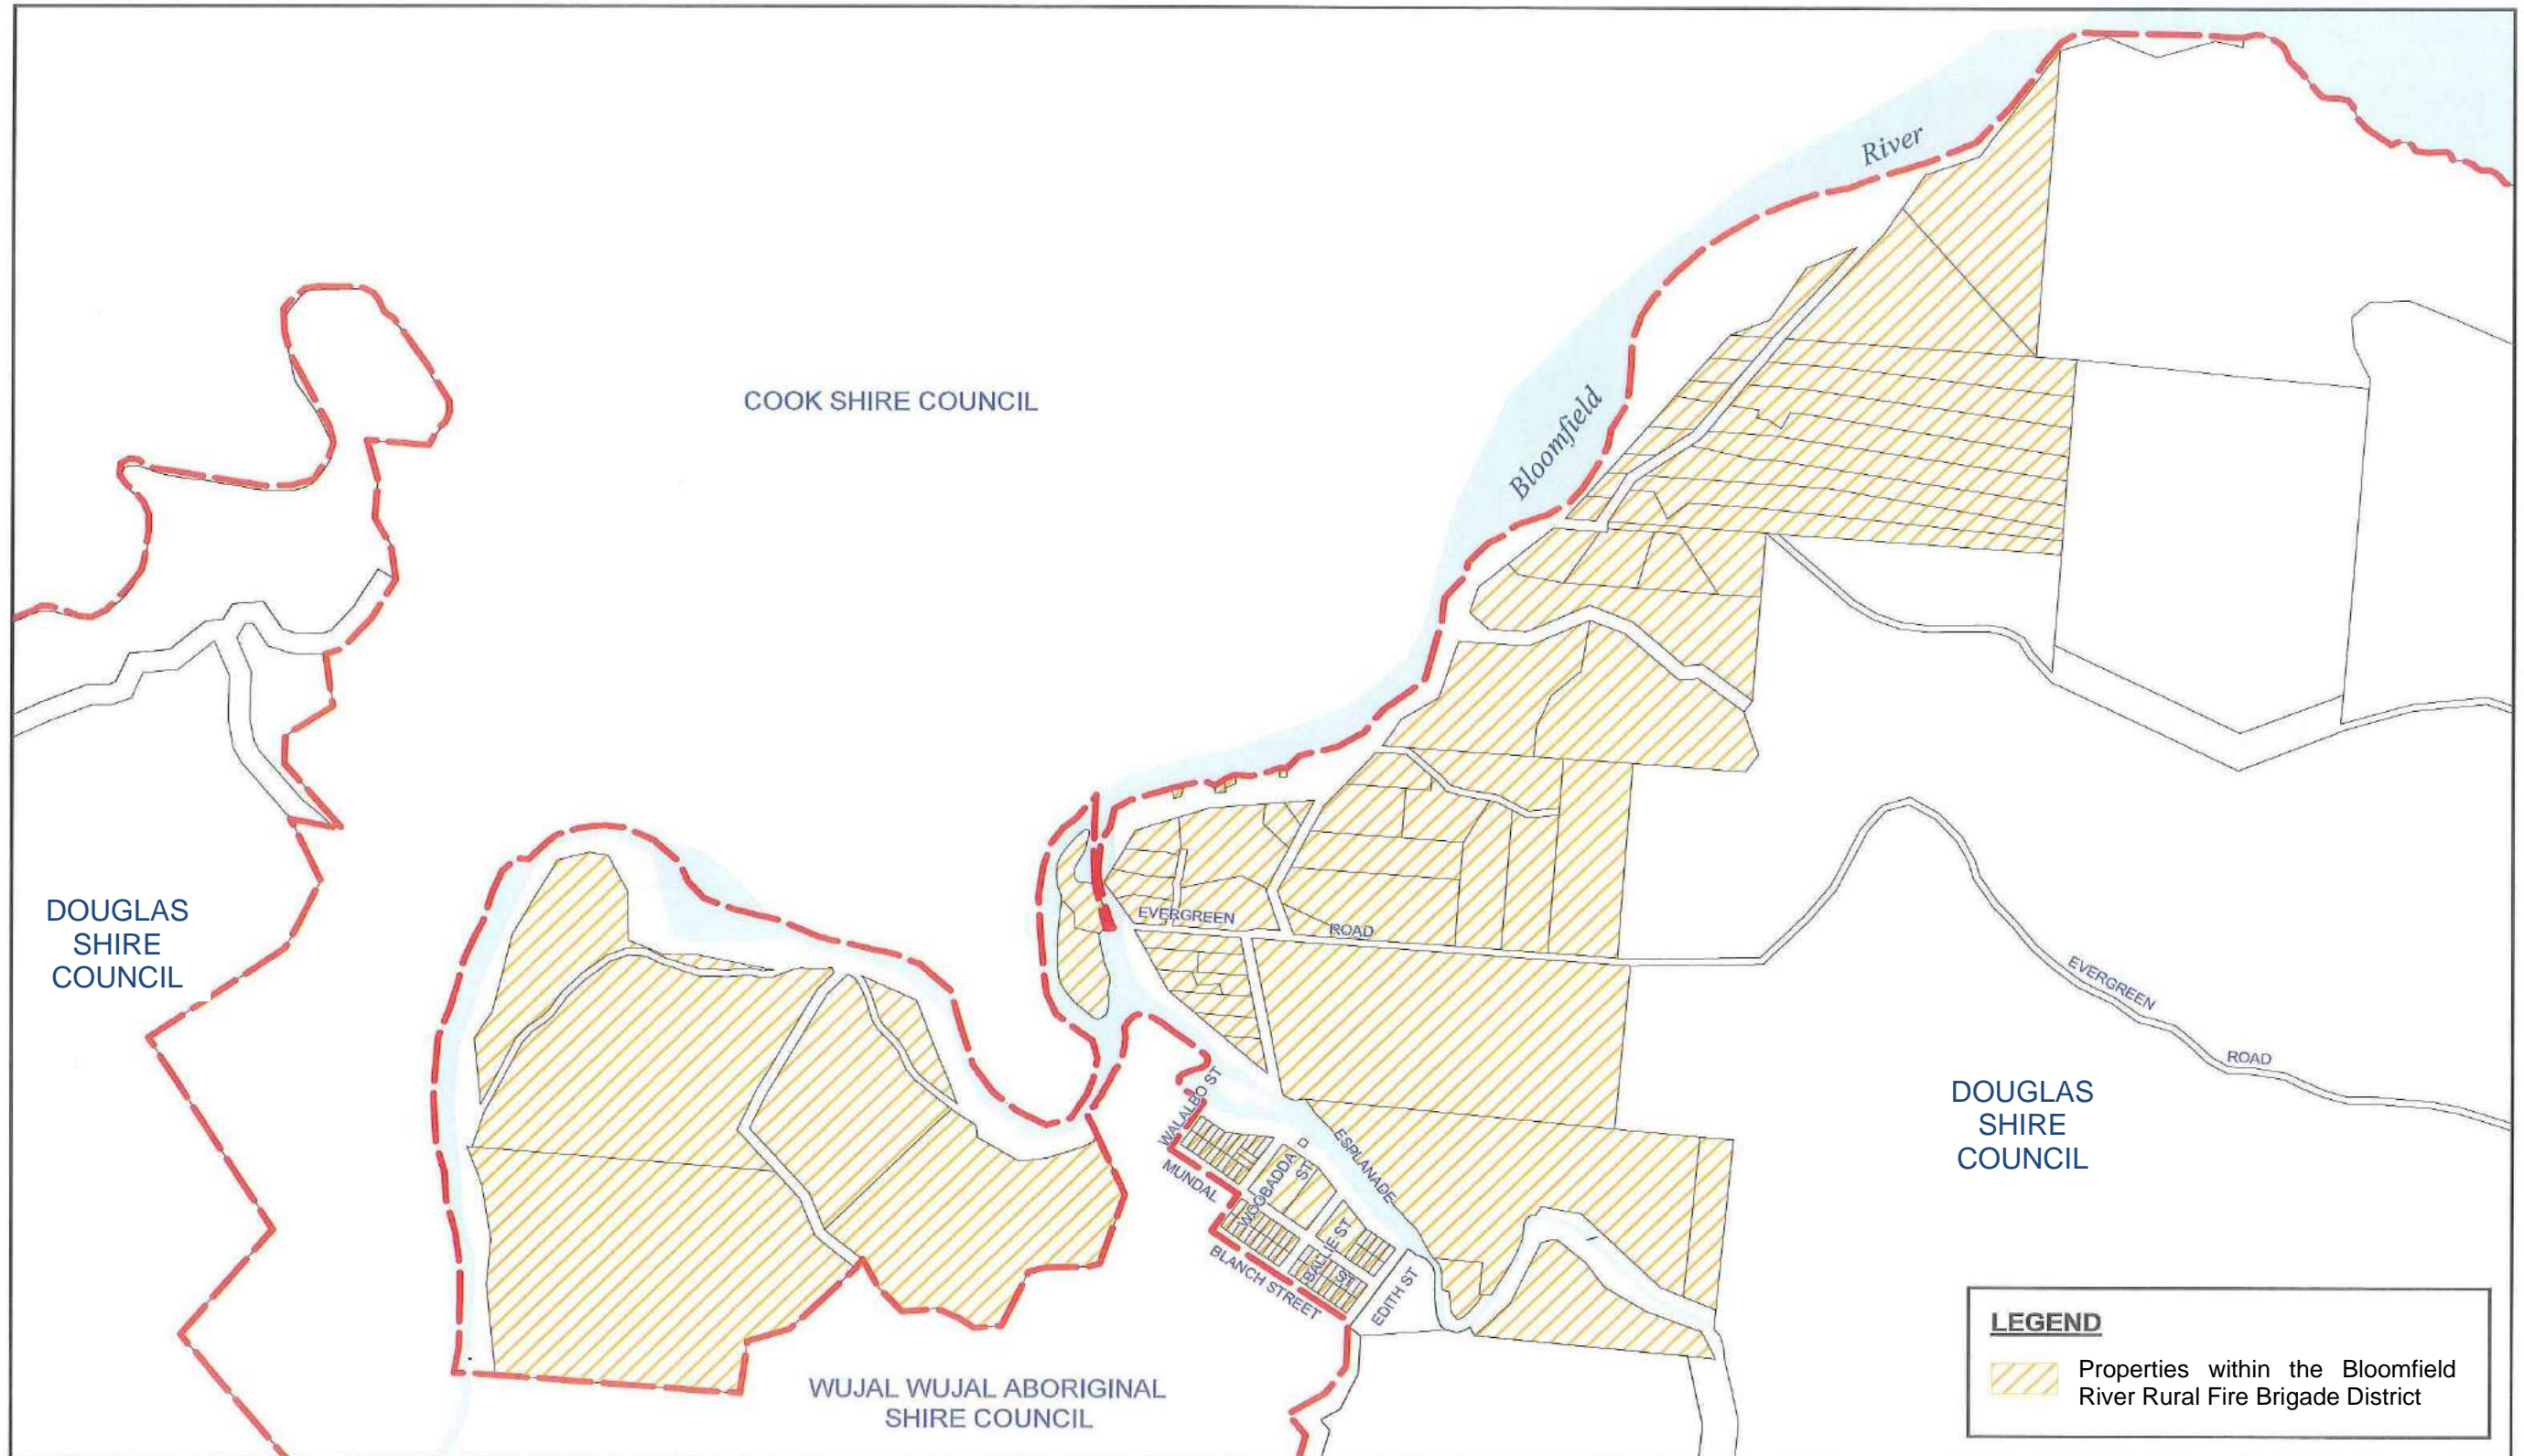 River
COOK SHIRE COUNCIL
Bloomfield
DOUGLAS
SHIRE
COUNCIL
EVERGREEN
ROAD
EVERGREEN
ROAD
WALALBO ST
MUNDAL
WOOBADDA
ST
ESPLANADE
BALLIE ST
ST
BLANCH STREET
EDITH ST
DOUGLAS
SHIRE
COUNCIL
WUJAL WUJAL ABORIGINAL
SHIRE COUNCIL
LEGEND
Properties within the Bloomfield
River Rural Fire Brigade District